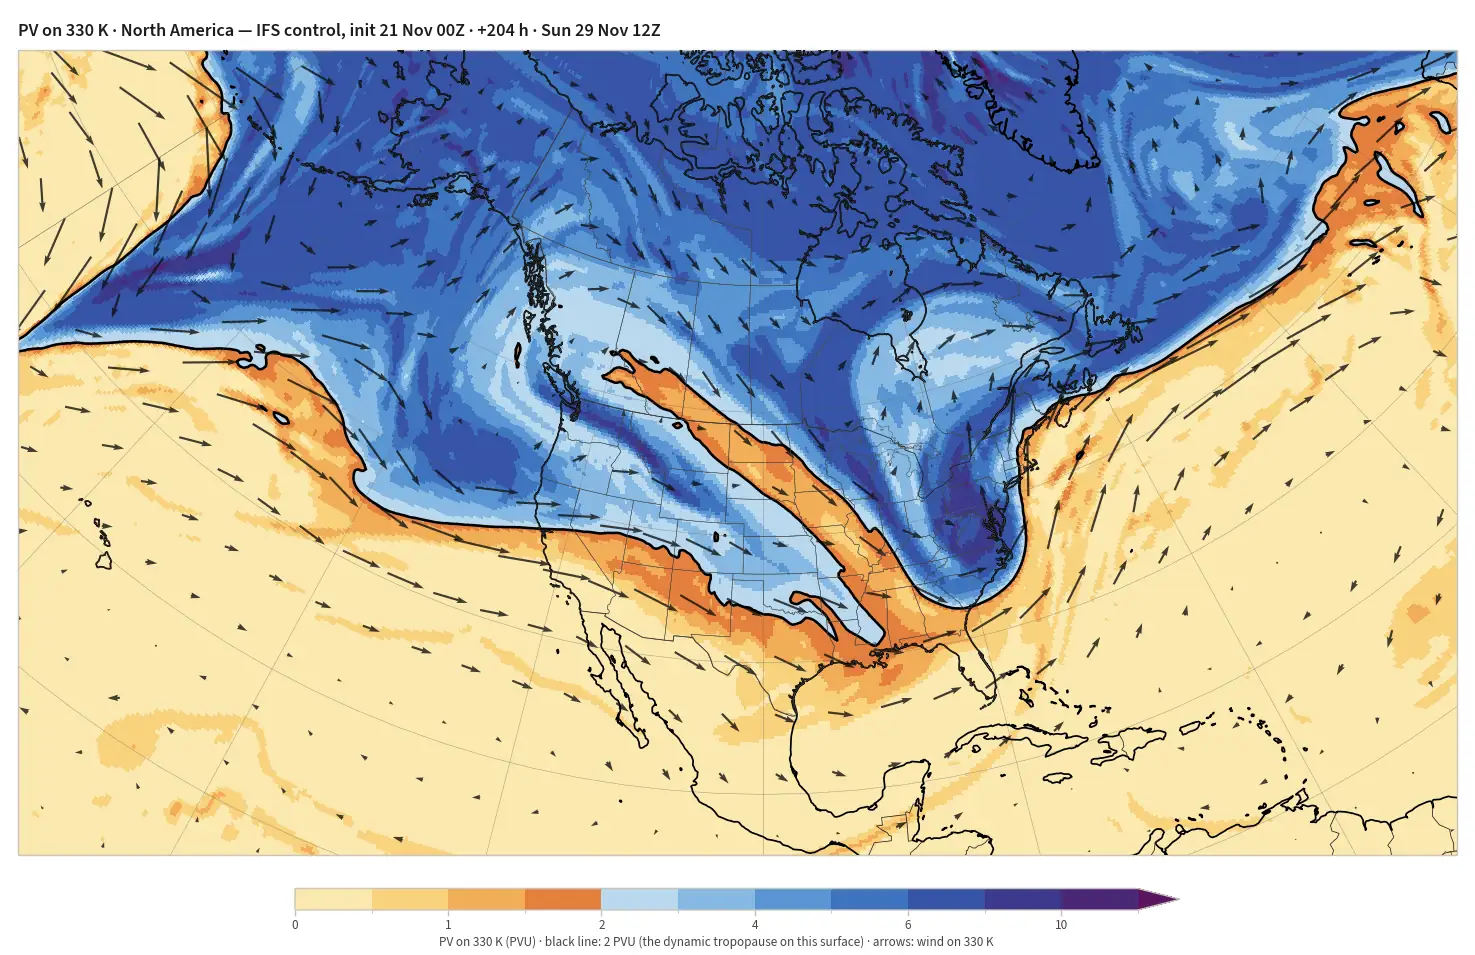 PV on 330 K · North America — IFS control, init 21 Nov 00Z · +204 h · Sun 29 Nov 12Z
0 1 2 4 6 10
PV on 330 K (PVU) · black line: 2 PVU (the dynamic tropopause on this surface) · arrows: wind on 330 K